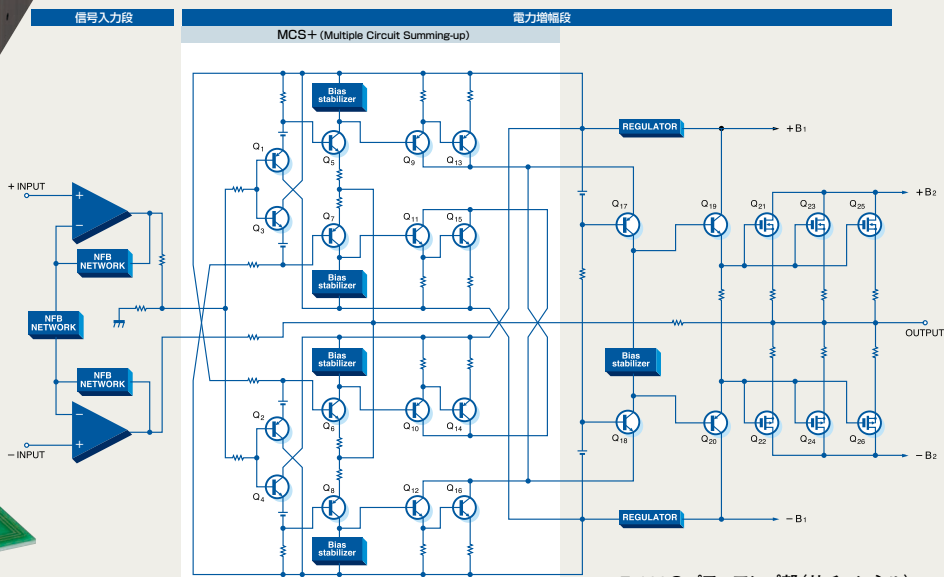 信号入力段
電力増幅段
MCS+ (Multiple Circuit Summing-up)
Bias stabilizer
REGULATOR
+B1
Q1
Q5
Q9
Q13
+INPUT
+
−
Q3
Q7
Q11
Q15
Q17
Q19
Q21
Q23
Q25
+B2
NFB NETWORK
Bias stabilizer
NFB NETWORK
OUTPUT
Bias stabilizer
Bias stabilizer
NFB NETWORK
−
+
−INPUT
Q2
Q6
Q10
Q14
Q18
Q20
Q22
Q24
Q26
−B2
Q4
Q8
Q12
Q16
REGULATOR
−B1
Bias stabilizer